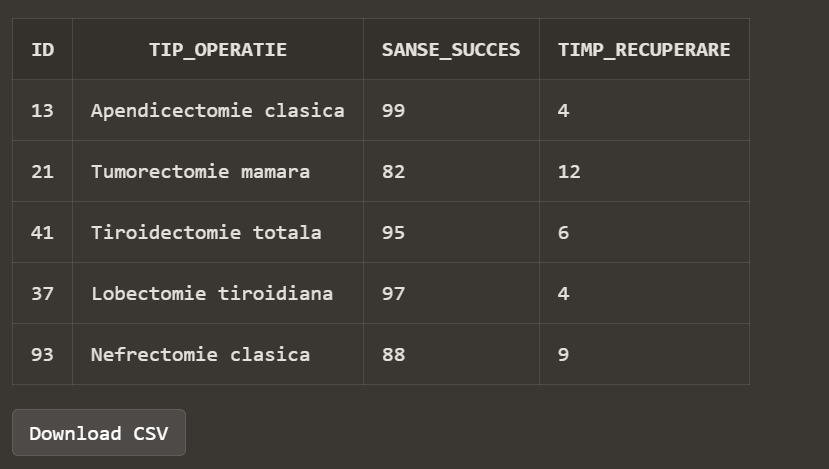 ID TIP_OPERATIE SANSE_SUCCES TIMP_RECUPERARE
13 Apendicectomie clasica 99 4
21 Tumorectomie mamara 82 12
41 Tiroidectomie totala 95 6
37 Lobectomie tiroidiana 97 4
93 Nefrectomie clasica 88 9
Download CSV